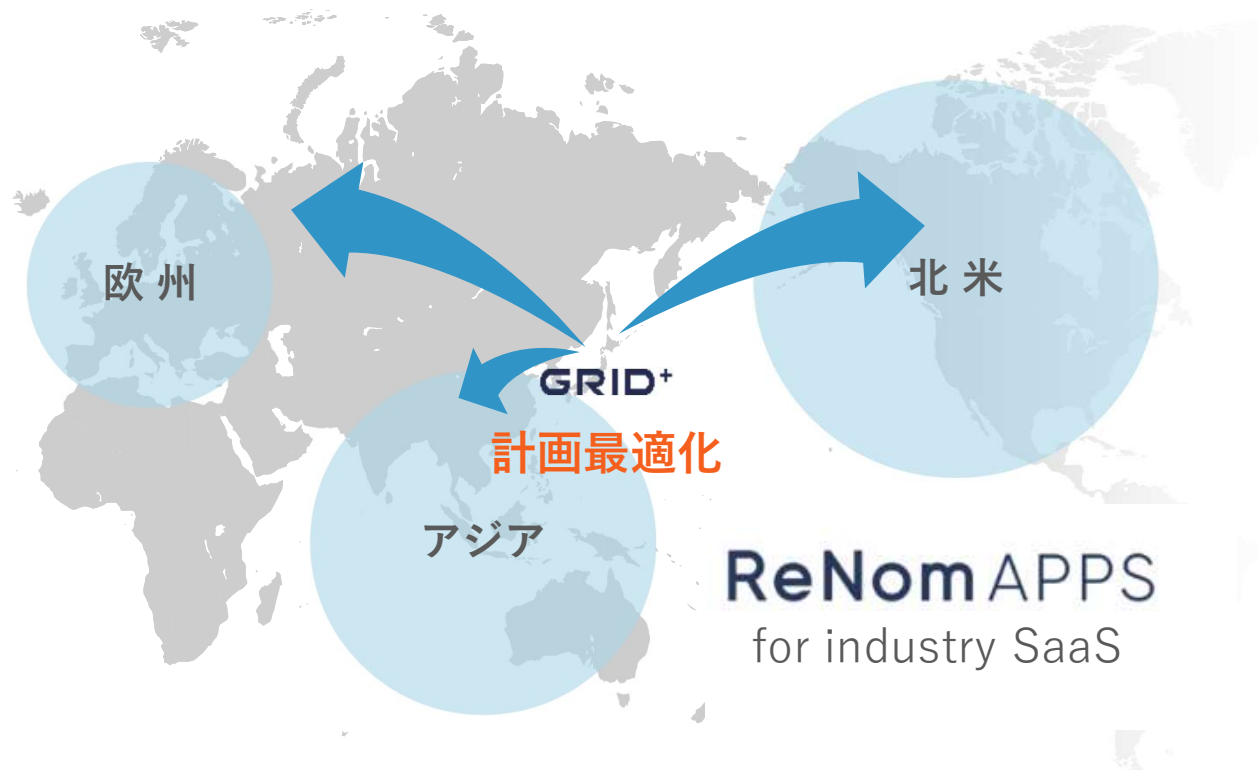 欧州
北米
GRID+
計画最適化
アジア
ReNom APPS
for industry SaaS